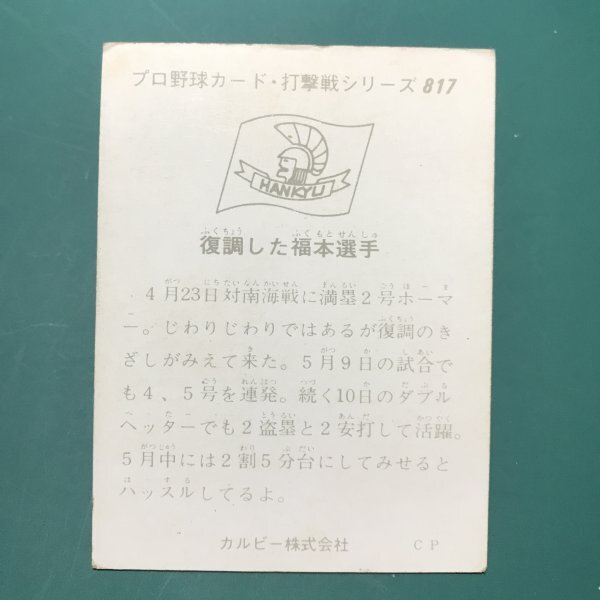 プロ野球カード・打撃戦シリーズ 817
HANKYU
復調した福本選手
4月23日対南海戦に満塁2号ホーマ
ー。じわりじわりではあるが復調のき
ざしがみえて来た。5月9日の試合で
も4、5号を連発。続く10日のダブル
ヘッターでも2盗塁と2安打して活躍。
5月中には2割5分台にしてみせると
ハッスルしてるよ。
カルビー株式会社 CP